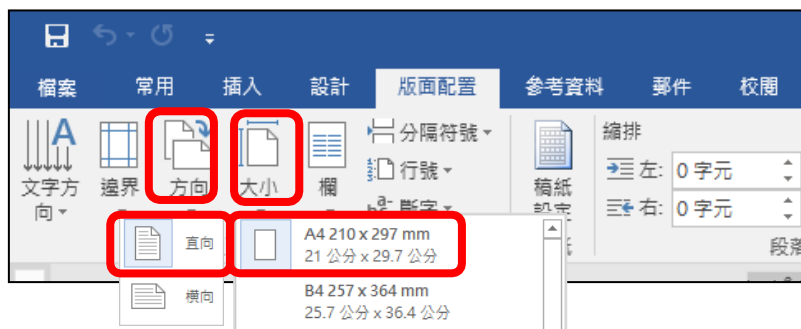 檔案 常用 插入 設計 版面配置 參考資料 郵件 校閱
文字方向
邊界
方向
大小
欄
分隔符號
行號
斷字
稿紙
設定
縮排
左: 0 字元
右: 0 字元
段落
直向
橫向
A4 210 x 297 mm
21 公分 x 29.7 公分
B4 257 x 364 mm
25.7 公分 x 36.4 公分